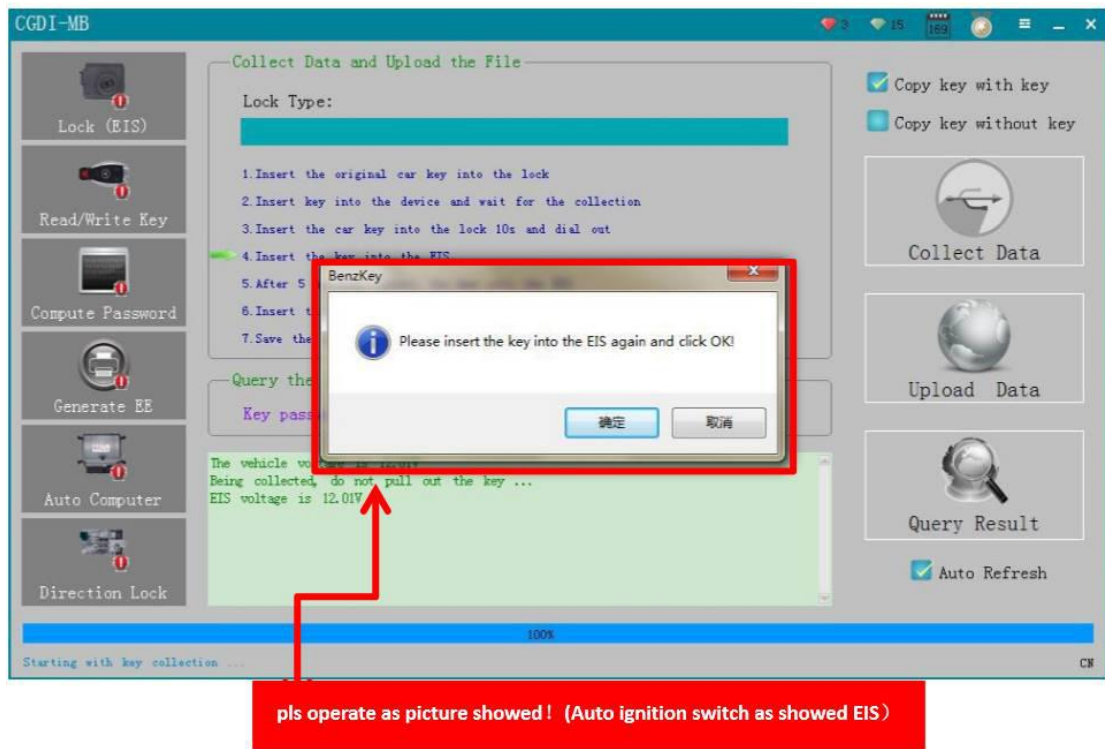 CGDI-MB
3
15
169
Lock (EIS)
Read/Write Key
Compute Password
Generate EE
Auto Computer
Direction Lock
Collect Data and Upload the File
Lock Type:
1.Insert the original car key into the lock
2.Insert key into the device and wait for the collection
3.Insert the car key into the lock 10s and dial out
4.Insert the key into the EIS
5.After 5
6.Insert t
7.Save the
BenzKey
Please insert the key into the EIS again and click OK!
确定
取消
Query the
Key pass
The vehicle voltage is 12.01V
Being collected, do not pull out the key ...
EIS voltage is 12.01V
Copy key with key
Copy key without key
Collect Data
Upload Data
Query Result
Auto Refresh
100%
Starting with key collection ...
CN
pls operate as picture showed！(Auto ignition switch as showed EIS）